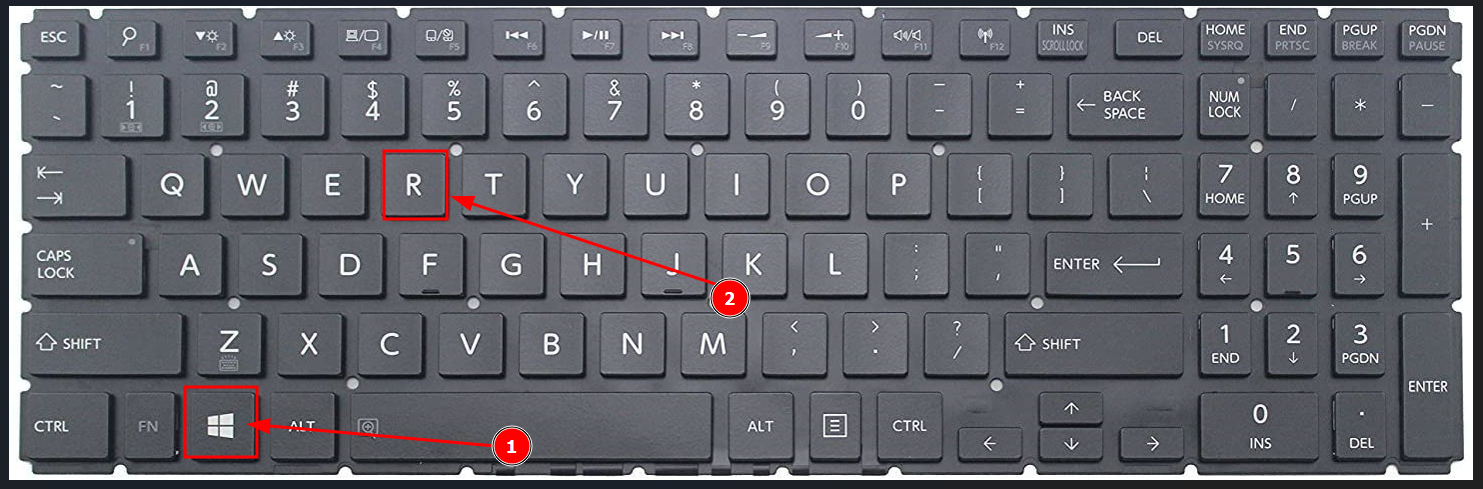 ESC F1 F2 F3 F4 F5 F6 F7 F8 F9 F10 F11 F12 INS DEL HOME END PGUP PGDN
SCROLLLOCK SYSRQ PRTSC BREAK PAUSE
~ ! @ # $ % ^ & * ( ) — + ← BACK NUM / * −
` 1 2 3 4 5 6 7 8 9 0 - = SPACE LOCK
Q W E R T Y U I O P { } ¦ 7 8 9 +
[ ] \ HOME ↑ PGUP
CAPS A S D F G H J K L : " ENTER 4 5 6
LOCK ; , ← →
SHIFT Z X C V B N M < > ? SHIFT 1 2 3 ENTER
, . / END ↓ PGDN
CTRL FN ALT ALT CTRL ↑ 0 .
← ↓ → INS DEL
2
1